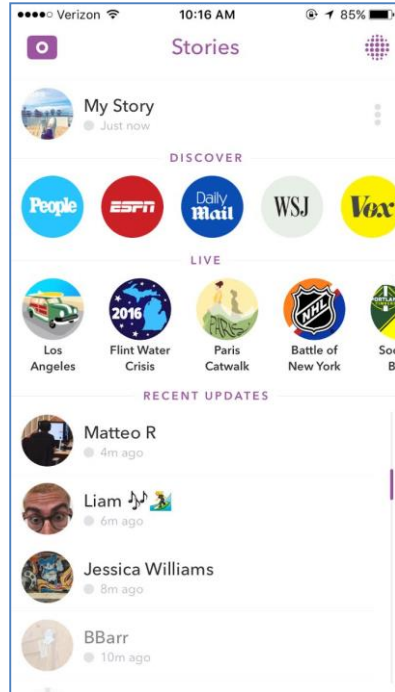 Verizon 10:16 AM 85%
Stories
My Story
Just now
DISCOVER
People ESPN Daily Mail WSJ Vox
LIVE
2016 PARIS NHL PORTLAND
Los Angeles
Flint Water Crisis
Paris Catwalk
Battle of New York
RECENT UPDATES
Matteo R
4m ago
Liam 🎶🏄
6m ago
Jessica Williams
8m ago
BBarr
10m ago